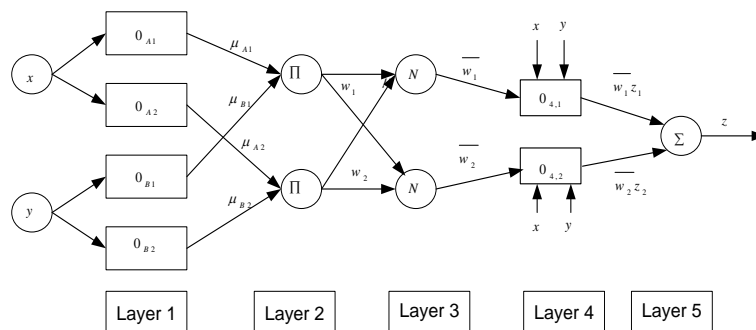 x
y
0 A1
0 A2
0 B1
0 B2
μ A1
μ B1
μ A2
μ B2
Π
Π
w 1
w 2
N
N
w̅ 1
w̅ 2
x y
0 4,1
0 4,2
x y
w̅ 1 z 1
w̅ 2 z 2
Σ
z
Layer 1
Layer 2
Layer 3
Layer 4
Layer 5